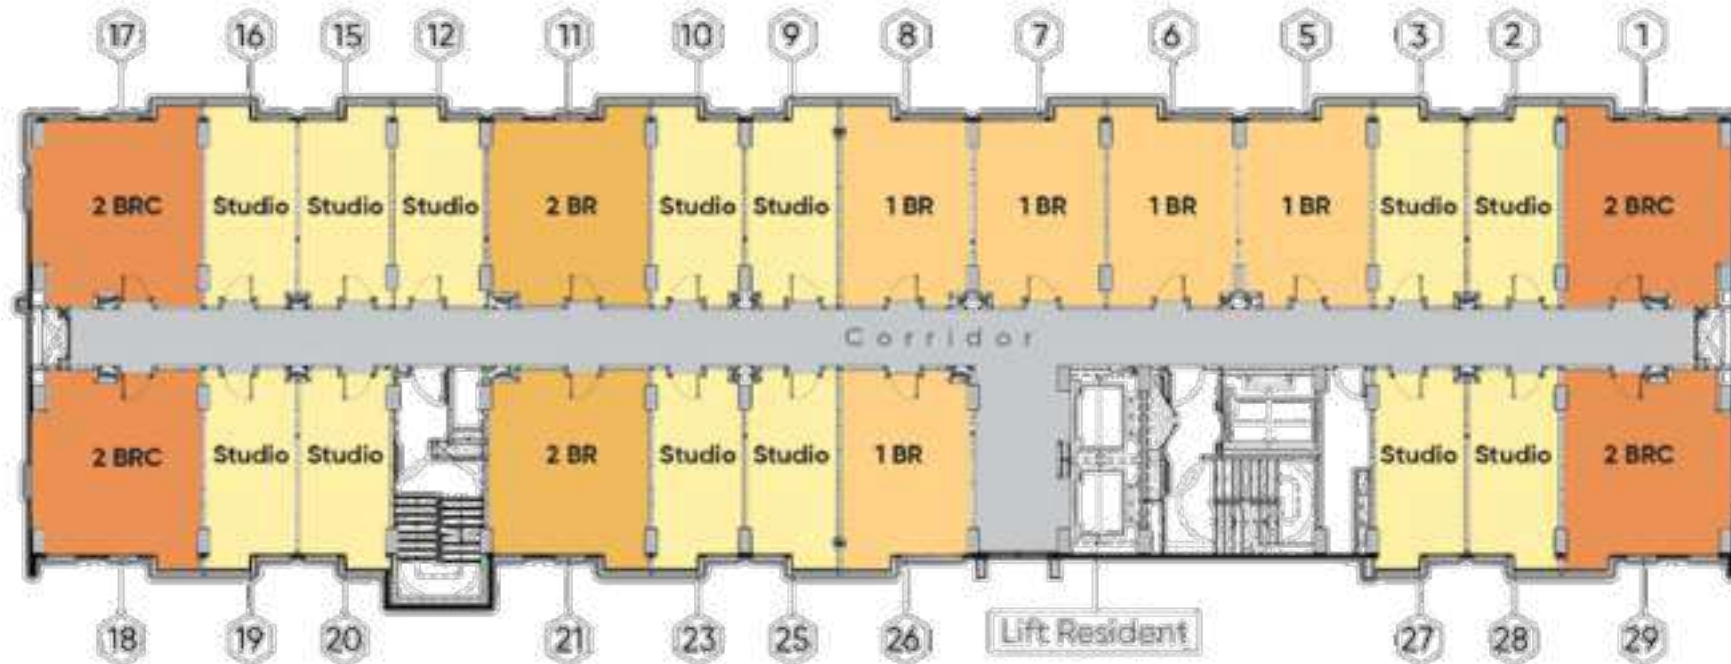 17 16 15 12 11 10 9 8 7 6 5 3 2 1
2 BRC Studio Studio Studio 2 BR Studio Studio 1 BR 1 BR 1 BR 1 BR Studio Studio 2 BRC
Corridor
2 BRC Studio Studio 2 BR Studio Studio 1 BR Studio Studio 2 BRC
18 19 20 21 23 25 26 Lift Resident 27 28 29